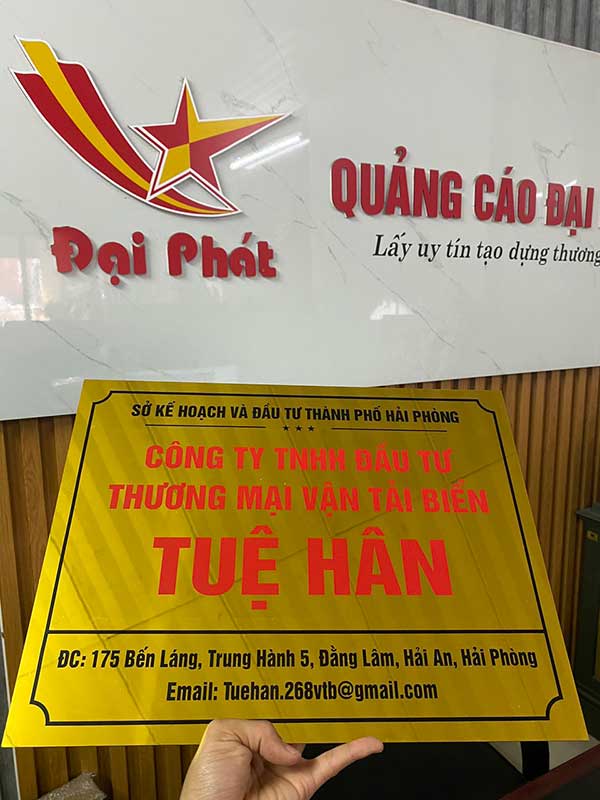 Đại Phát
QUẢNG CÁO ĐẠI
Lấy uy tín tạo dựng thương
SỞ KẾ HOẠCH VÀ ĐẦU TƯ THÀNH PHỐ HẢI PHÒNG
CÔNG TY TNHH ĐẦU TƯ
THƯƠNG MẠI VẬN TẢI BIỂN
TUỆ HÂN
ĐC: 175 Bến Láng, Trung Hành 5, Đằng Lâm, Hải An, Hải Phòng
Email: Tuehan.268vtb@gmail.com